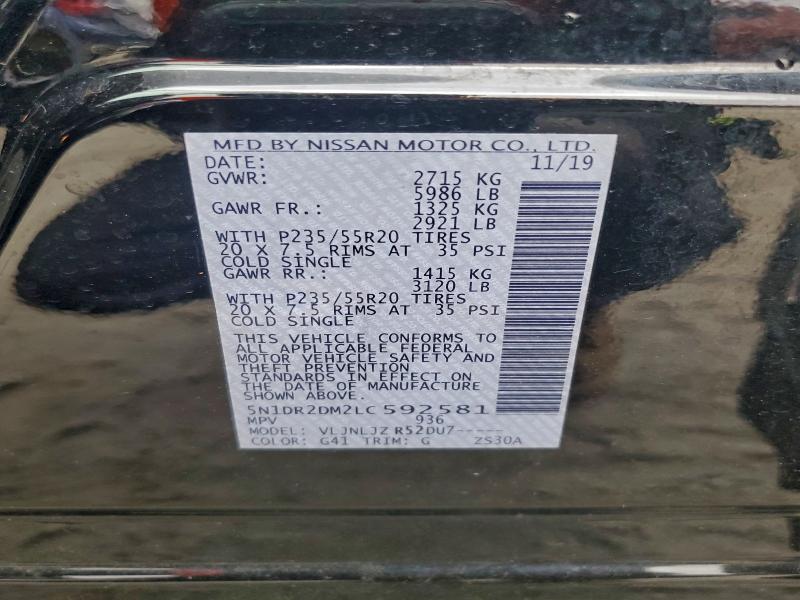 MFD BY NISSAN MOTOR CO., LTD.
DATE: 11/19
GVWR: 2715 KG
5986 LB
GAWR FR.: 1325 KG
2921 LB
WITH P235/55R20 TIRES
20 X 7.5 RIMS AT 35 PSI
COLD SINGLE
GAWR RR.: 1415 KG
3120 LB
WITH P235/55R20 TIRES
20 X 7.5 RIMS AT 35 PSI
COLD SINGLE
THIS VEHICLE CONFORMS TO
ALL APPLICABLE FEDERAL
MOTOR VEHICLE SAFETY AND
THEFT PREVENTION
STANDARDS IN EFFECT ON
THE DATE OF MANUFACTURE
SHOWN ABOVE.
5N1DR2DM2LC592581
MPV 936
MODEL: VLJNLJZ R52DU7-----
COLOR: G41 TRIM: G ZS30A